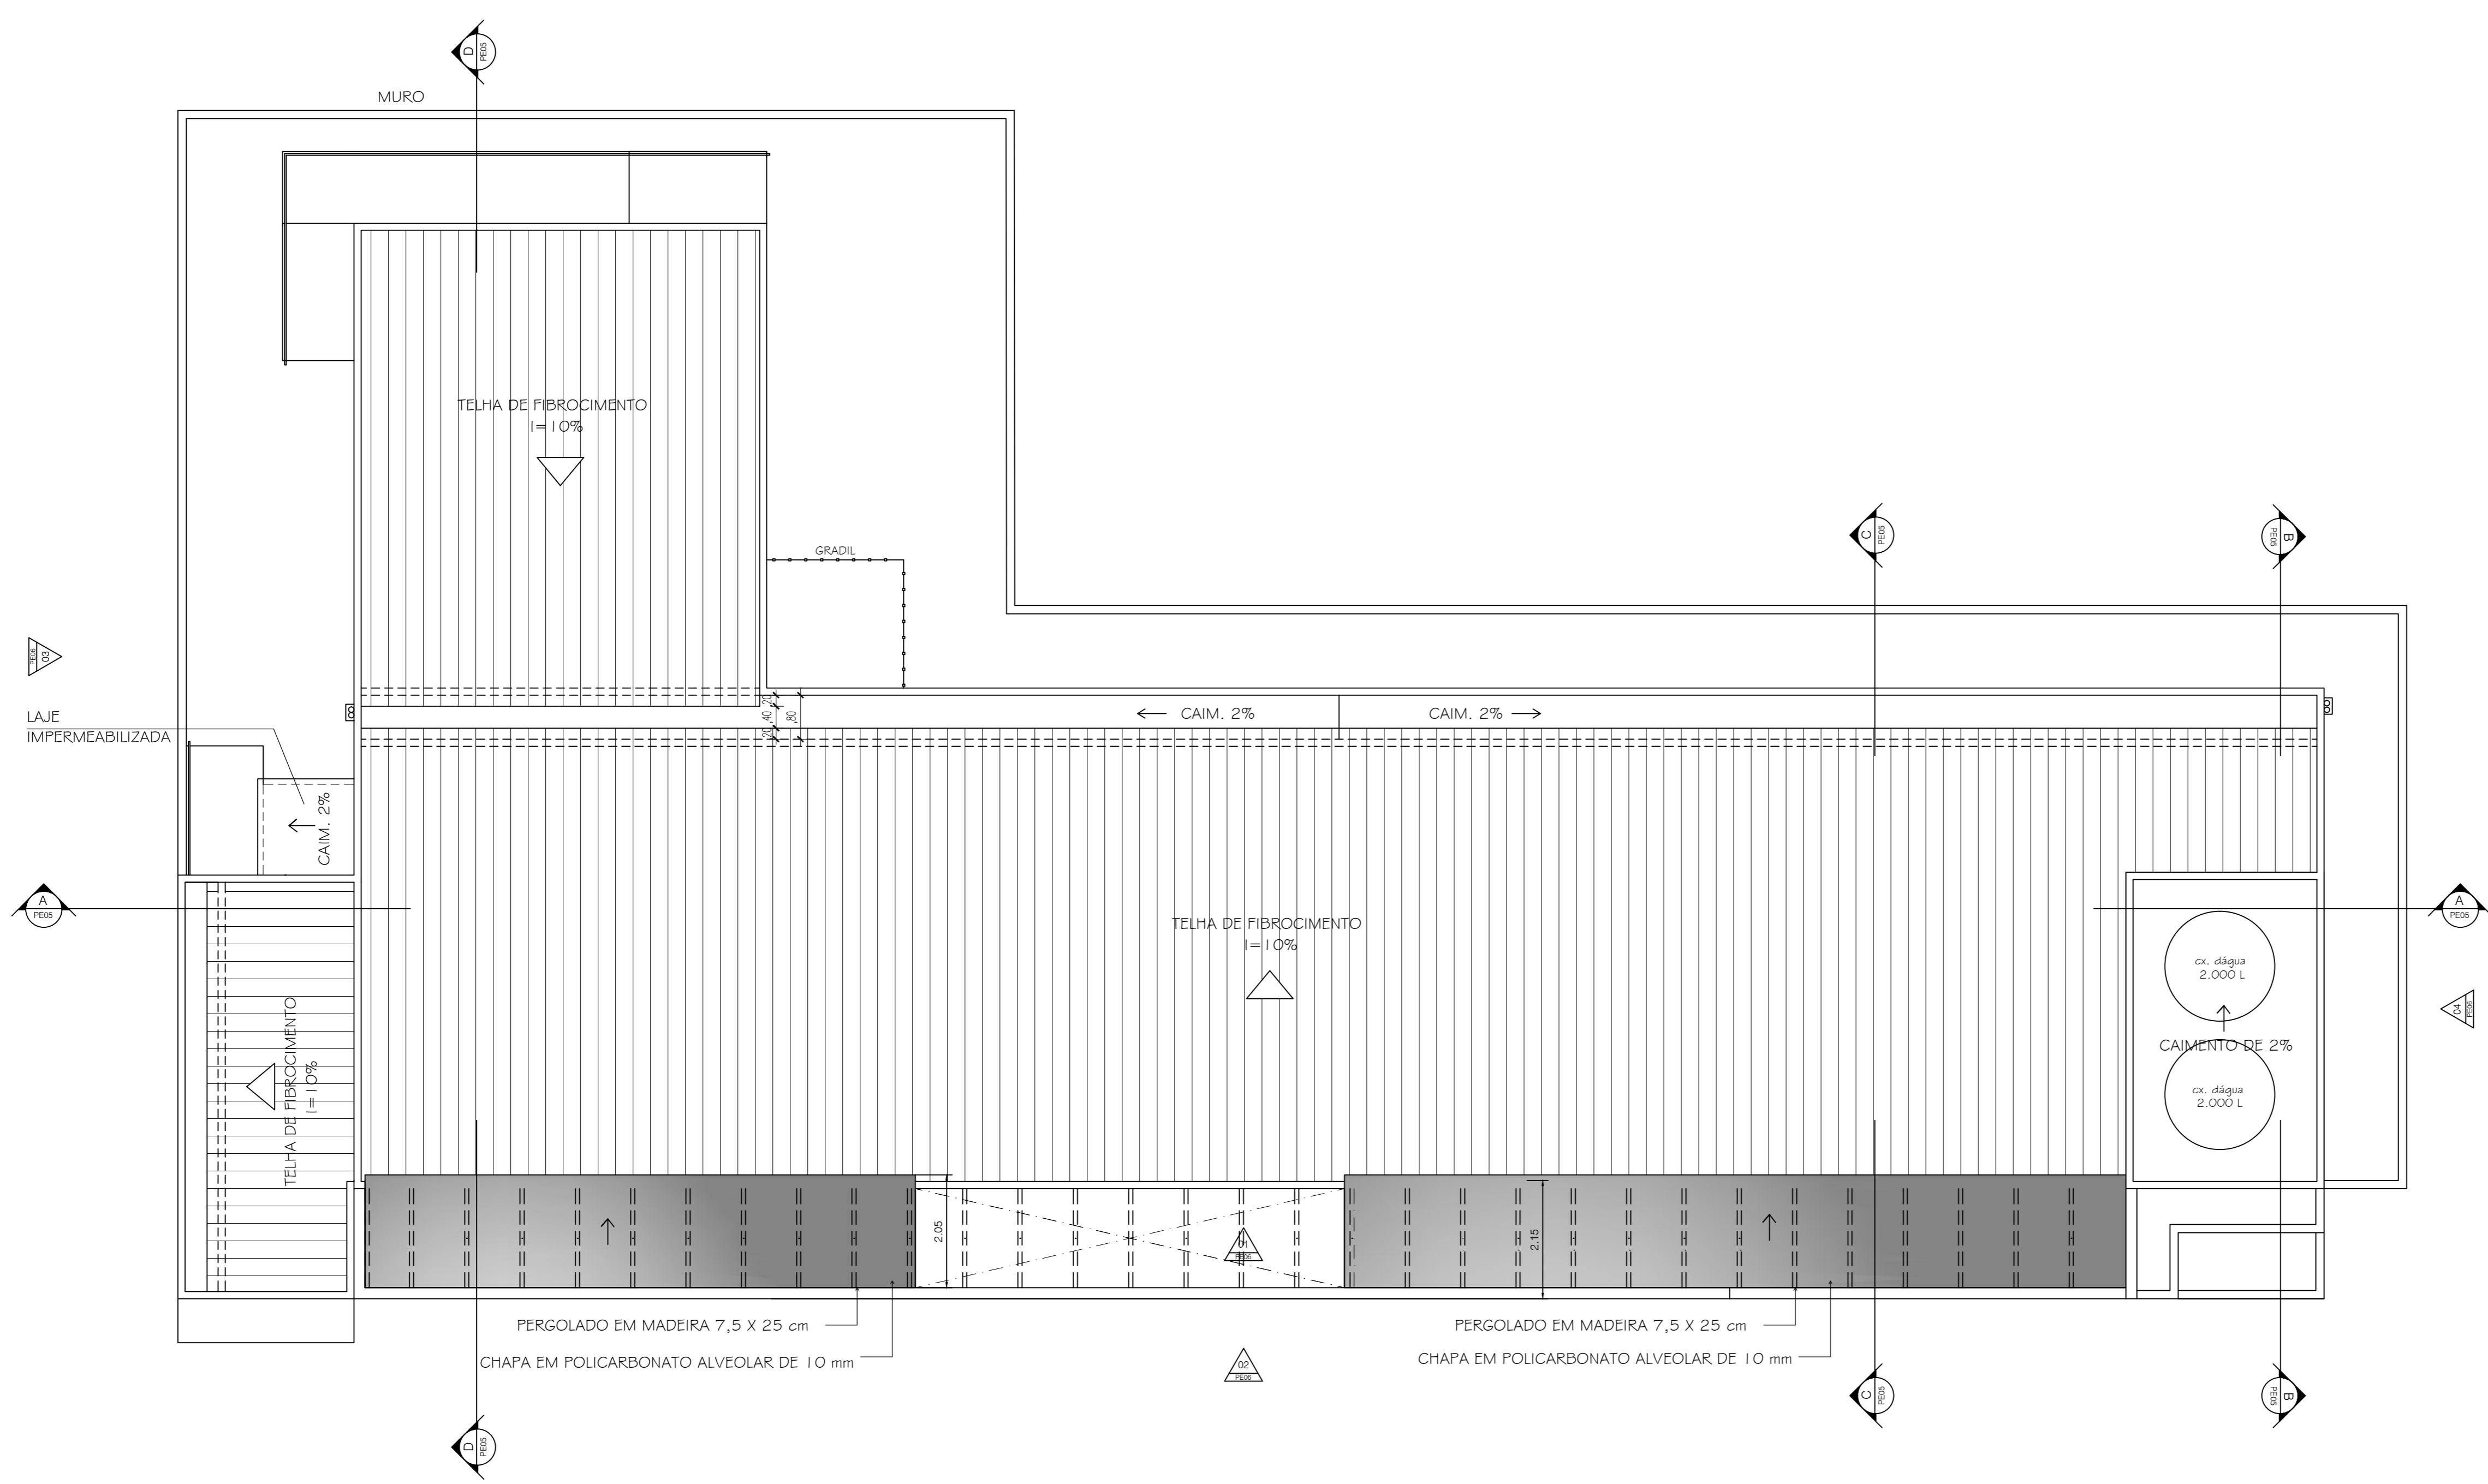 D
PE05
MURO
TELHA DE FIBROCIMENTO
I=10%
GRADIL
C
PE05
B
PE05
PE06
03
LAJE
IMPERMEABILIZADA
,20
,40
,20
,80
CAIM. 2%
CAIM. 2%
CAIM. 2%
A
PE05
A
PE05
TELHA DE FIBROCIMENTO
I=10%
cx. dágua
2.000 L
04
PE06
CAIMENTO DE 2%
cx. dágua
2.000 L
TELHA DE FIBROCIMENTO
I=10%
2.05
01
PE06
2.15
PERGOLADO EM MADEIRA 7,5 X 25 cm
PERGOLADO EM MADEIRA 7,5 X 25 cm
CHAPA EM POLICARBONATO ALVEOLAR DE 10 mm
CHAPA EM POLICARBONATO ALVEOLAR DE 10 mm
02
PE06
C
PE05
B
PE05
D
PE05